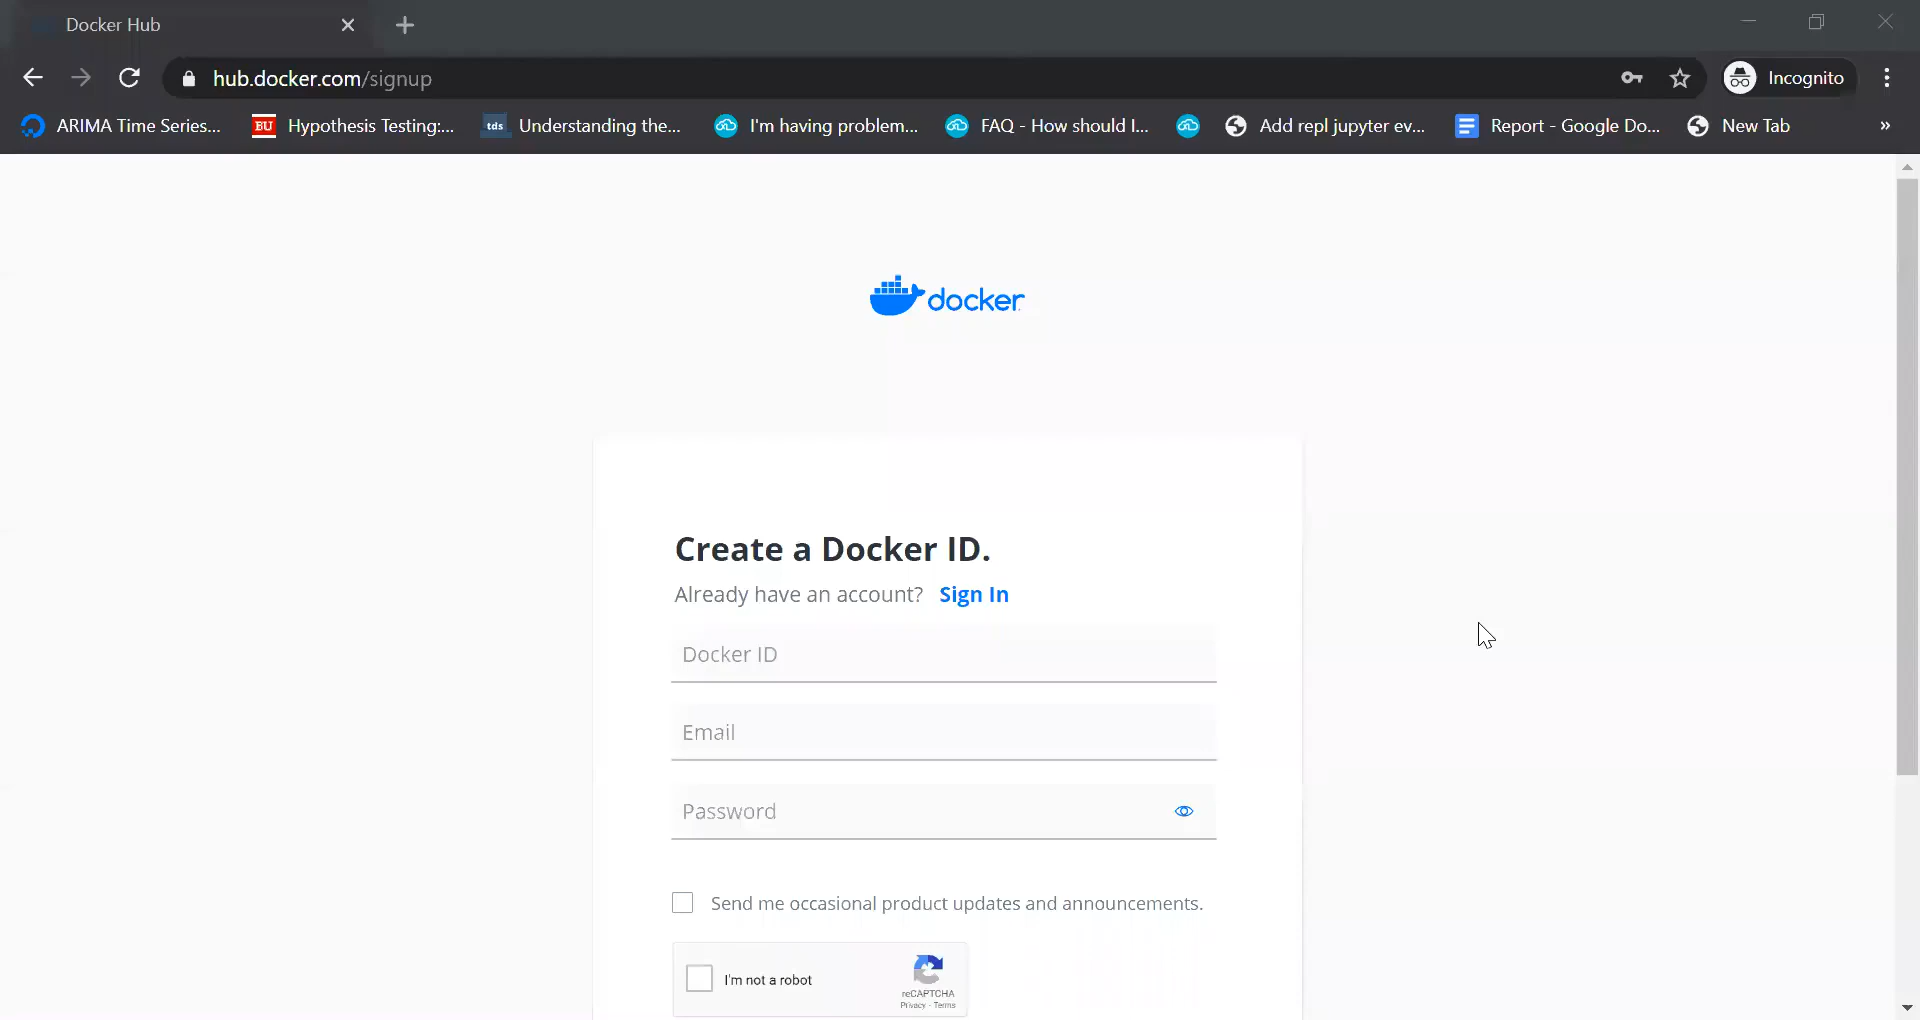 Docker Hub
hub.docker.com/signup
Incognito
ARIMA Time Series...
BU
Hypothesis Testing:...
tds
Understanding the...
I'm having problem...
FAQ - How should I...
Add repl jupyter ev...
Report - Google Do...
New Tab
»
docker
Create a Docker ID.
Already have an account? Sign In
Docker ID
Email
Password
Send me occasional product updates and announcements.
I'm not a robot
reCAPTCHA
Privacy - Terms